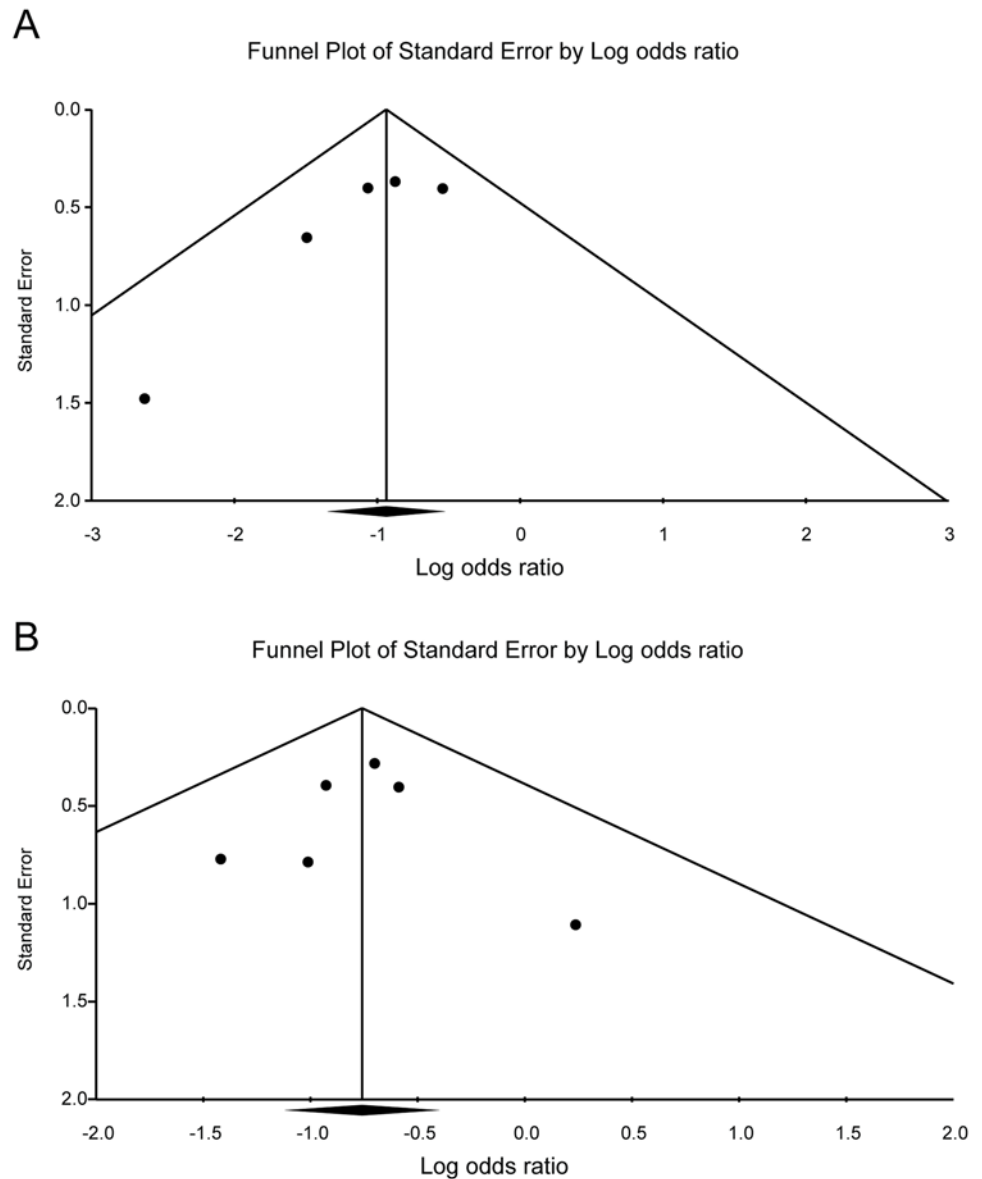 A
Funnel Plot of Standard Error by Log odds ratio
0.0
0.5
1.0
1.5
2.0
Standard Error
-3 -2 -1 0 1 2 3
Log odds ratio
B
Funnel Plot of Standard Error by Log odds ratio
0.0
0.5
1.0
1.5
2.0
Standard Error
-2.0 -1.5 -1.0 -0.5 0.0 0.5 1.0 1.5 2.0
Log odds ratio